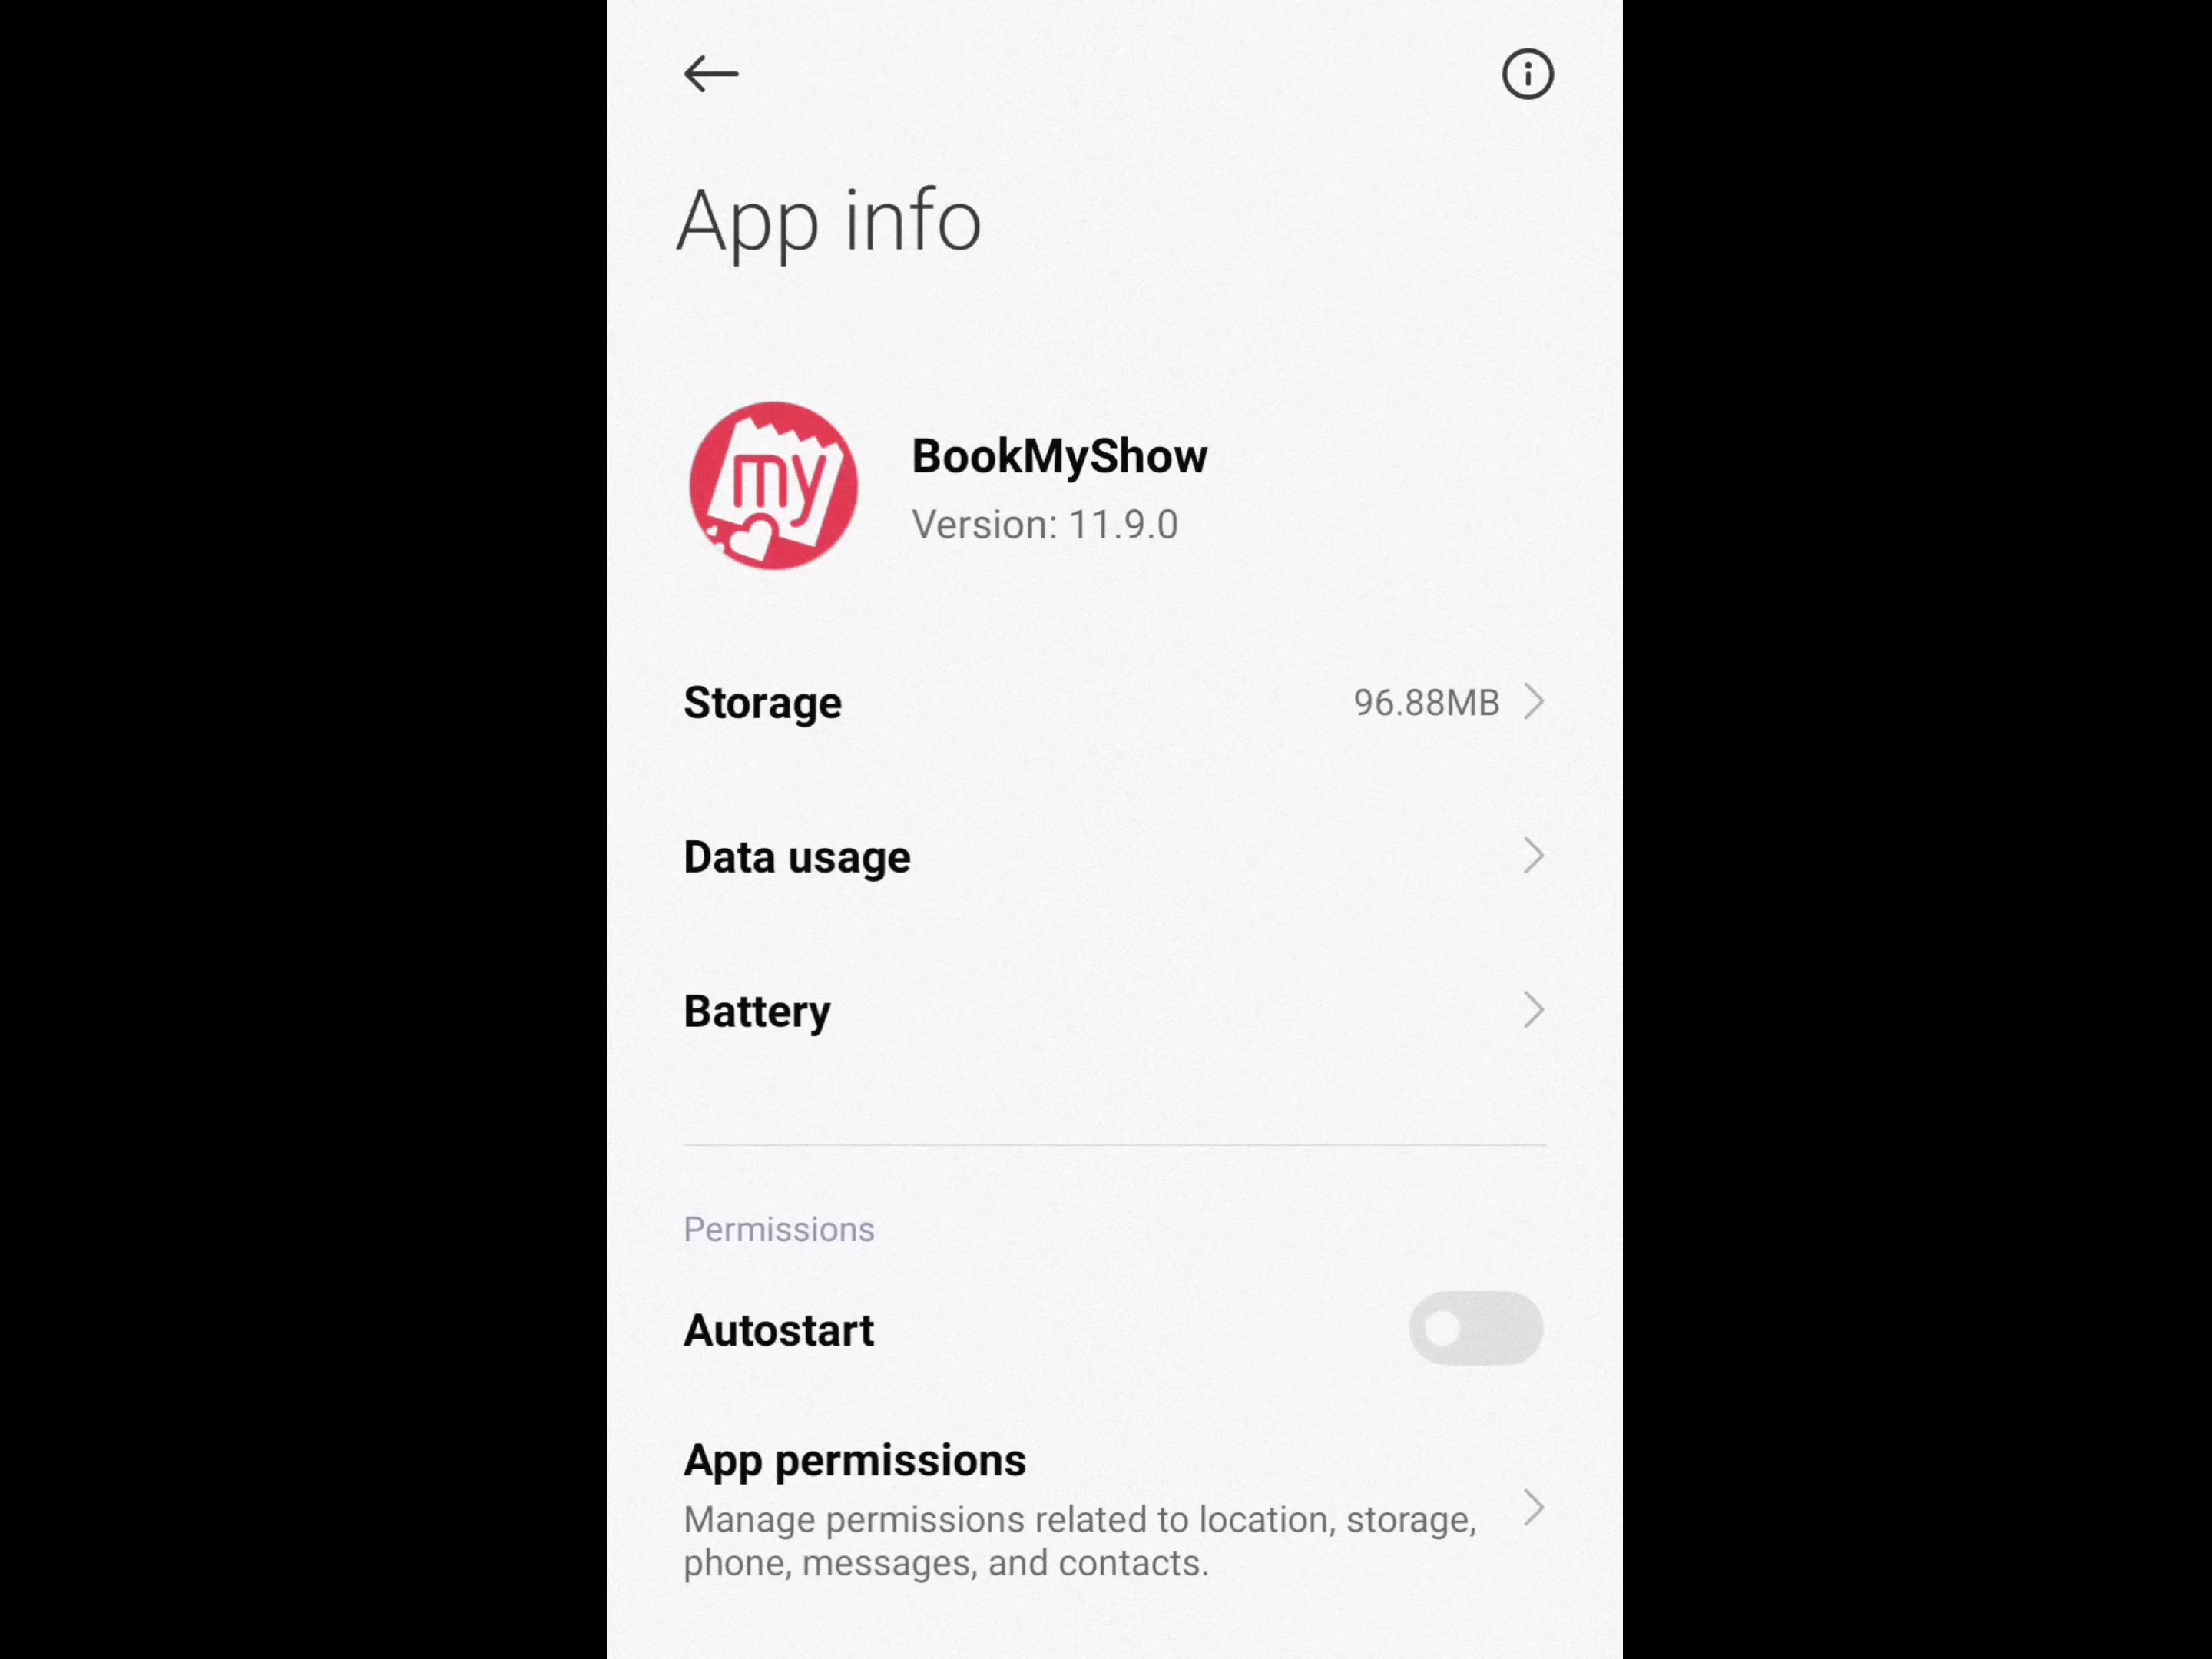 App info
my
BookMyShow
Version: 11.9.0
Storage
96.88MB
Data usage
Battery
Permissions
Autostart
App permissions
Manage permissions related to location, storage,
phone, messages, and contacts.